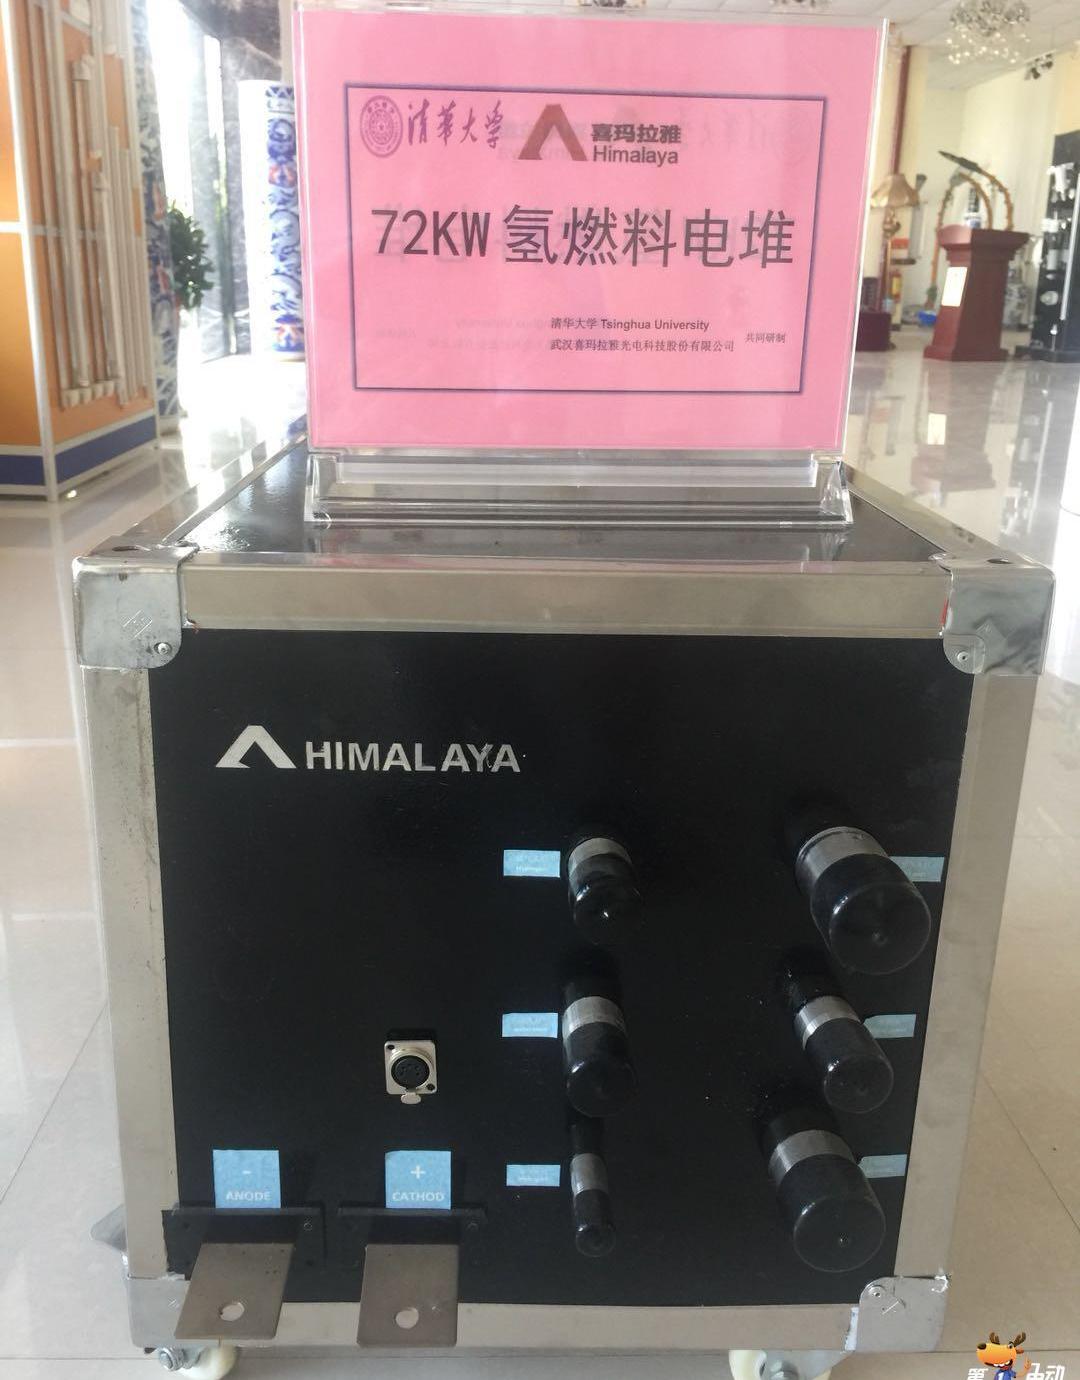 清华大学 喜玛拉雅
Himalaya
72KW 氢燃料电堆
清华大学 Tsinghua University
武汉喜玛拉雅光电科技股份有限公司 共同研制
HIMALAYA
-
ANODE
+
CATHOD